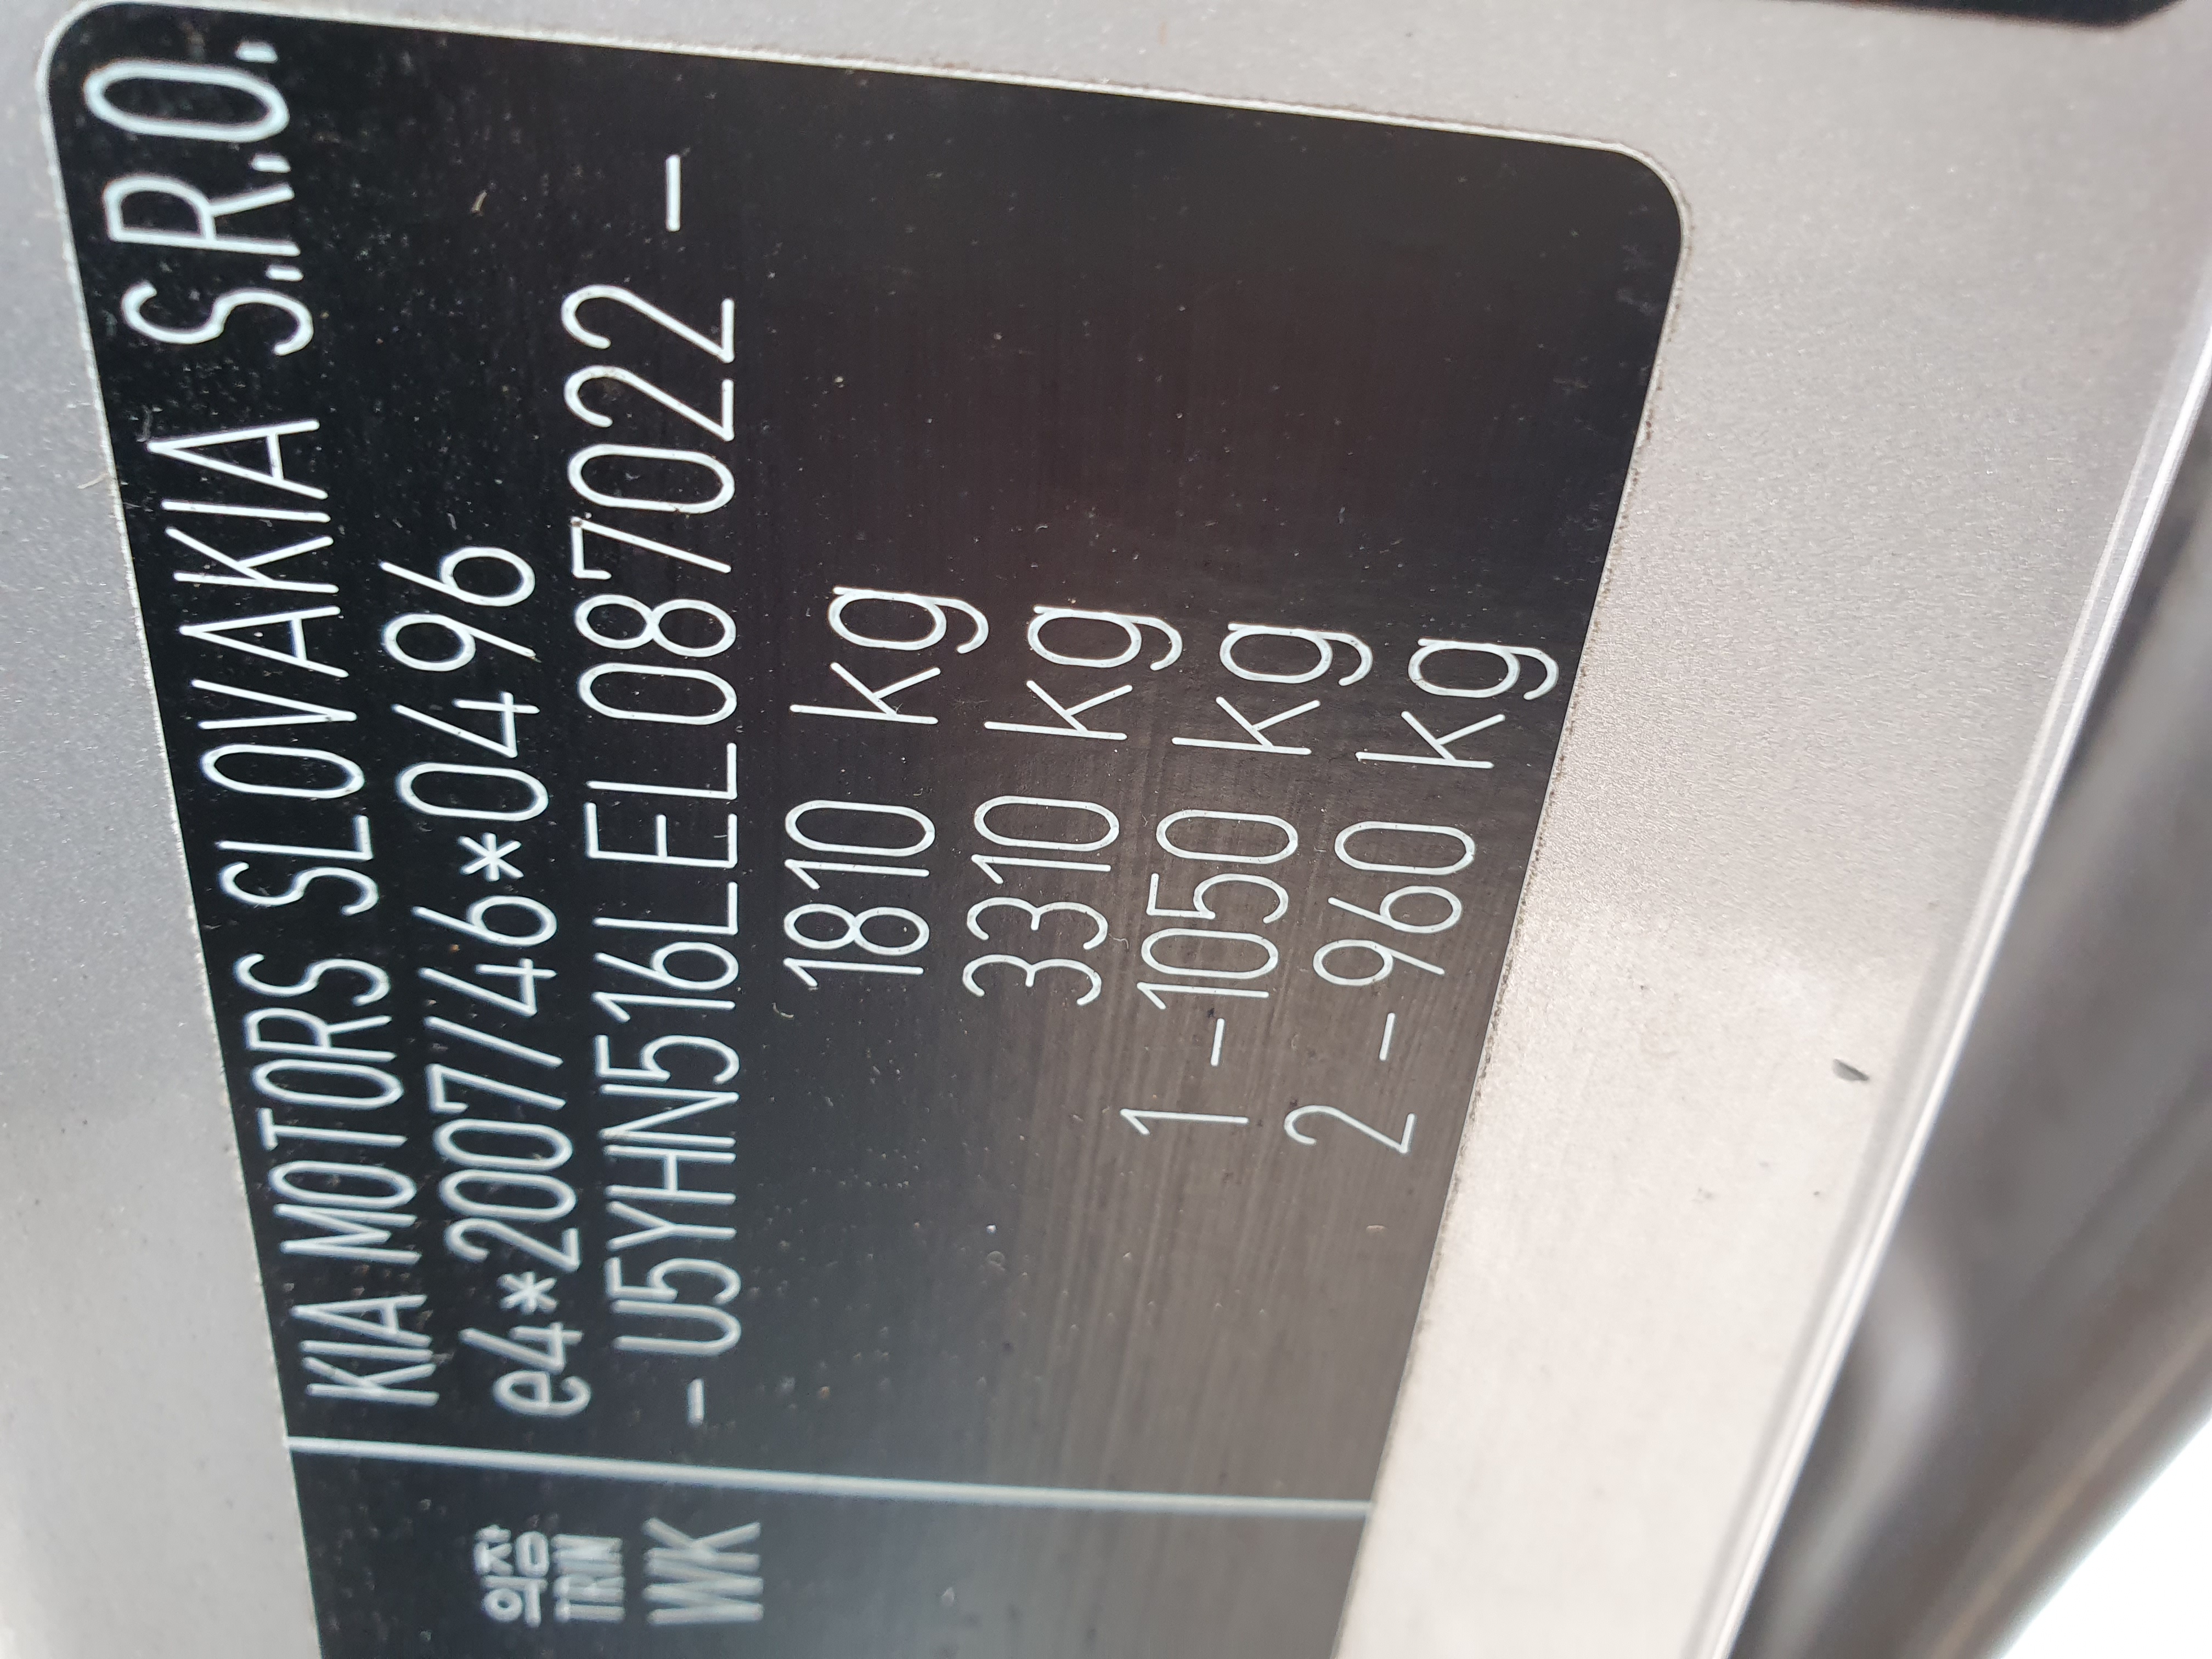 KIA MOTORS SLOVAKIA S.R.O.
e4*2007/46*0496
- U5YHN516LEL087022 -
1810 kg
3310 kg
1 -1050 kg
2 -960 kg
의장
TRIM
WK